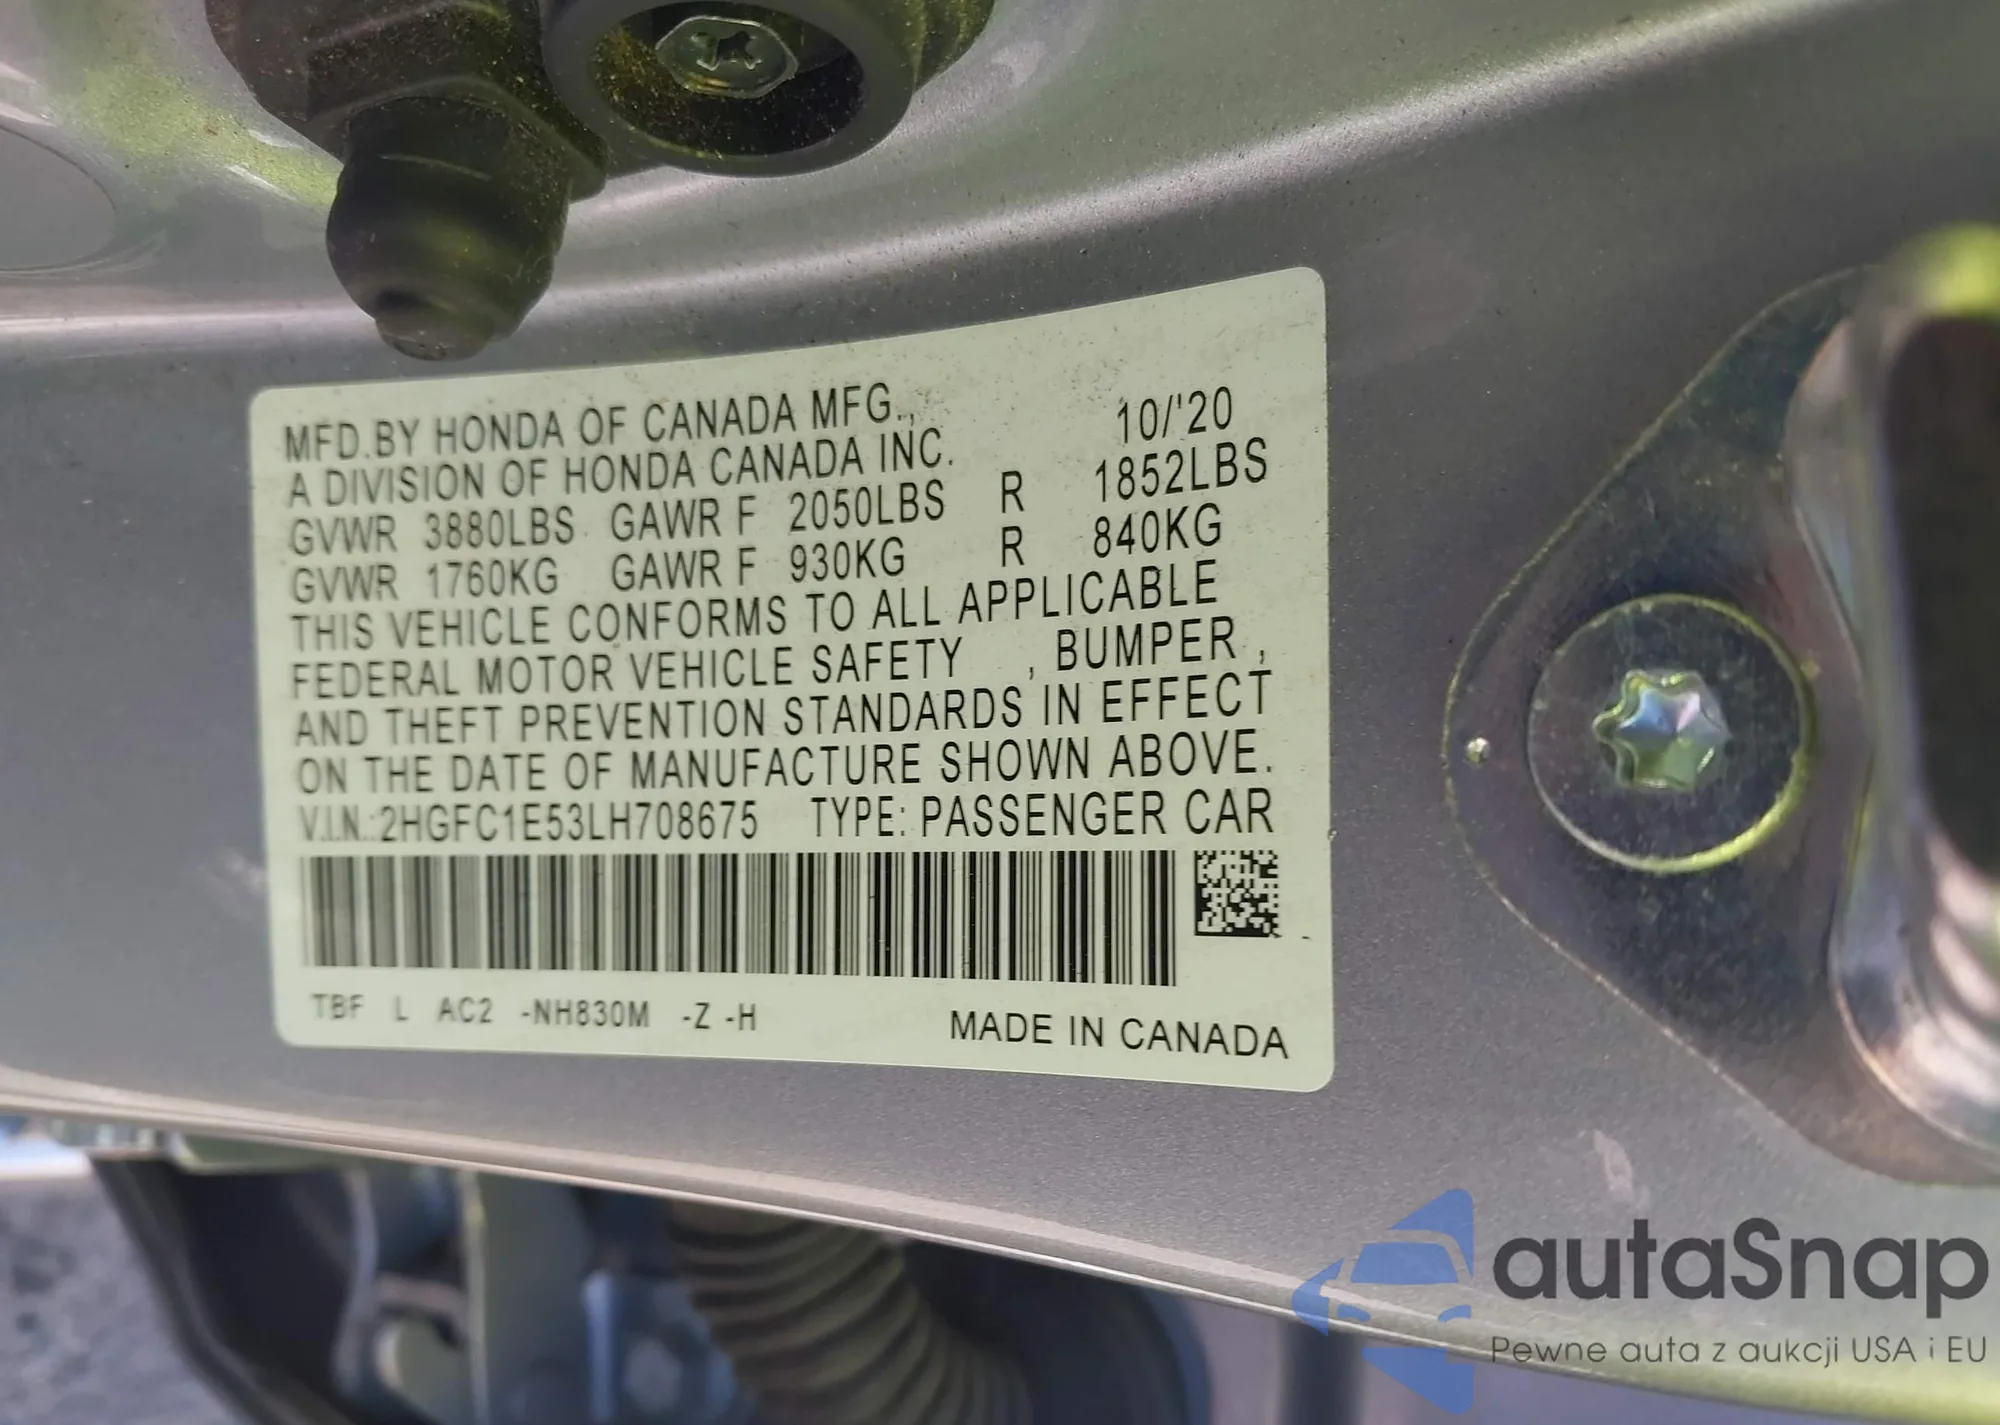 MFD.BY HONDA OF CANADA MFG., 10/'20
A DIVISION OF HONDA CANADA INC.
GVWR 3880LBS GAWR F 2050LBS R 1852LBS
GVWR 1760KG GAWR F 930KG R 840KG
THIS VEHICLE CONFORMS TO ALL APPLICABLE
FEDERAL MOTOR VEHICLE SAFETY , BUMPER ,
AND THEFT PREVENTION STANDARDS IN EFFECT
ON THE DATE OF MANUFACTURE SHOWN ABOVE.
V.I.N.:2HGFC1E53LH708675 TYPE: PASSENGER CAR
TBF L AC2 -NH830M -Z -H
MADE IN CANADA
autaSnap
Pewne auta z aukcji USA i EU